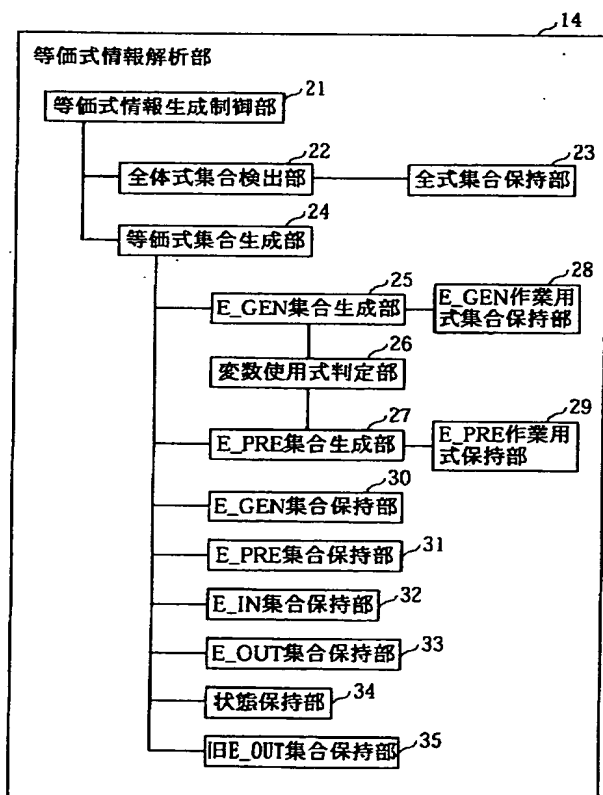 14
等価式情報解析部
21
等価式情報生成制御部
22
23
全体式集合検出部
全式集合保持部
24
等価式集合生成部
25
28
E_GEN集合生成部
E_GEN作業用
式集合保持部
26
変数使用式判定部
27
29
E_PRE集合生成部
E_PRE作業用
式保持部
30
E_GEN集合保持部
31
E_PRE集合保持部
32
E_IN集合保持部
33
E_OUT集合保持部
34
状態保持部
35
旧E_OUT集合保持部